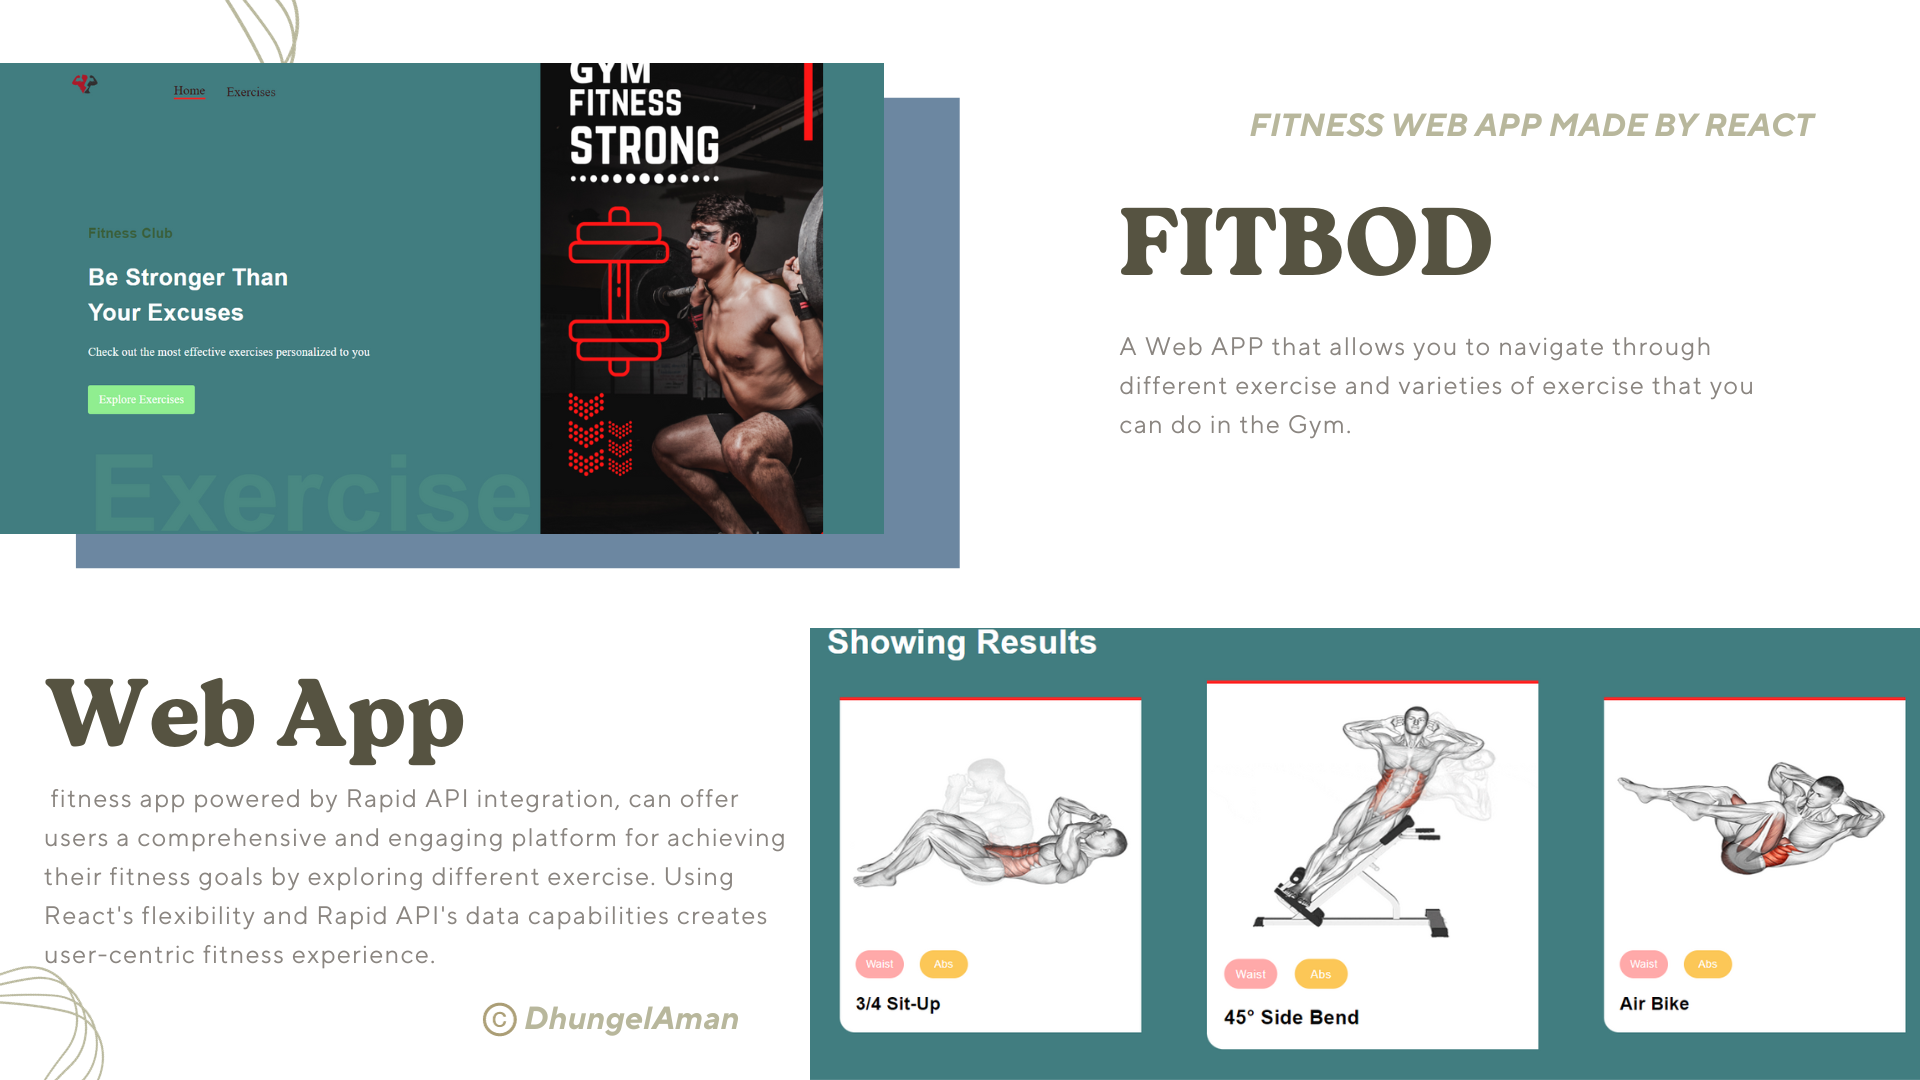 Home Exercises
GYM
FITNESS
STRONG
Fitness Club
Be Stronger Than
Your Excuses
Check out the most effective exercises personalized to you
Explore Exercises
Exercise
FITNESS WEB APP MADE BY REACT
FITBOD
A Web APP that allows you to navigate through
different exercise and varieties of exercise that you
can do in the Gym.
Web App
fitness app powered by Rapid API integration, can offer
users a comprehensive and engaging platform for achieving
their fitness goals by exploring different exercise. Using
React's flexibility and Rapid API's data capabilities creates
user-centric fitness experience.
© DhungelAman
Showing Results
Waist Abs
3/4 Sit-Up
Waist Abs
45° Side Bend
Waist Abs
Air Bike